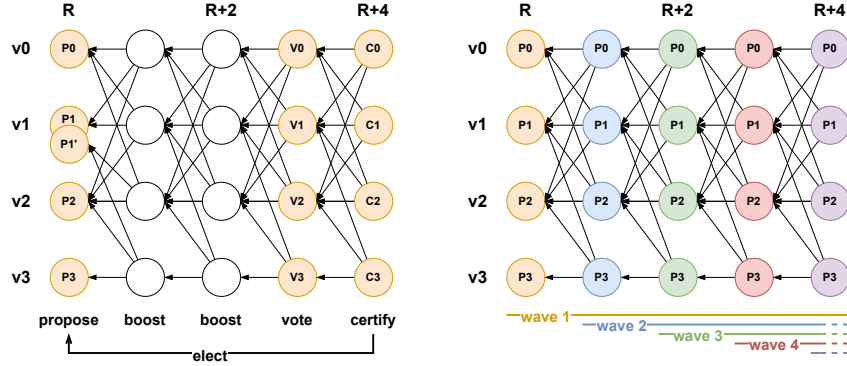 R R+2 R+4
v0 P0 V0 C0
v1 P1 P1' V1 C1
v2 P2 V2 C2
v3 P3 V3 C3
propose boost boost vote certify
elect
R R+2 R+4
v0 P0 P0 P0 P0 P0
v1 P1 P1 P1 P1 P1
v2 P2 P2 P2 P2 P2
v3 P3 P3 P3 P3 P3
wave 1
wave 2
wave 3
wave 4